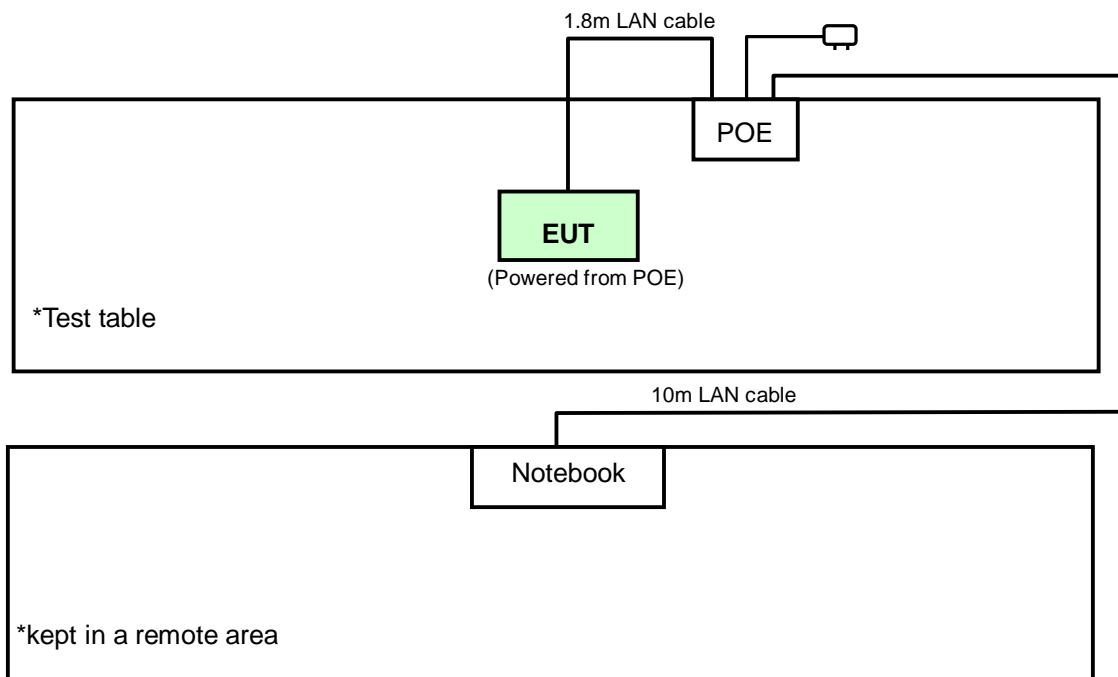 1.8m LAN cable
POE
EUT
(Powered from POE)
*Test table
10m LAN cable
Notebook
*kept in a remote area